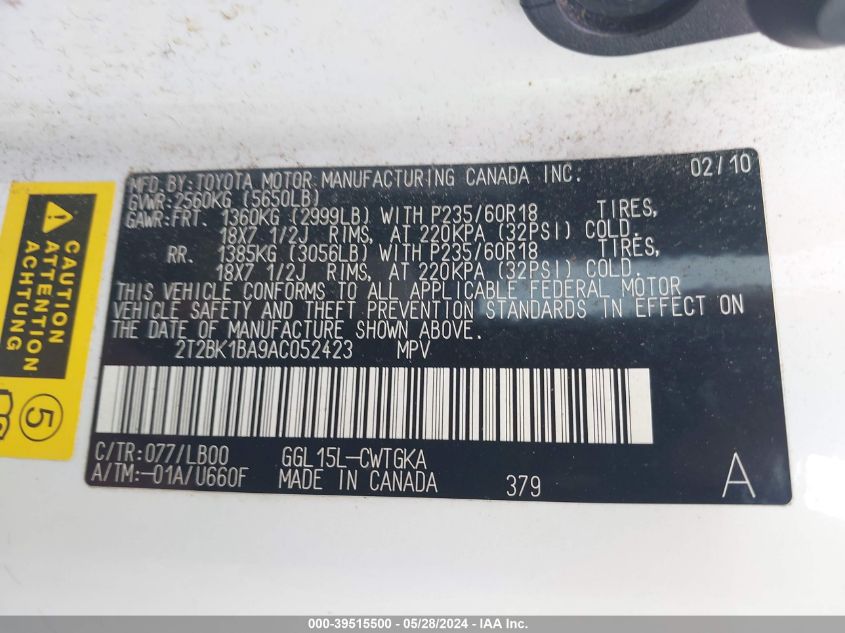 MFD.BY:TOYOTA MOTOR MANUFACTURING CANADA INC. 02/10
GVWR:2560KG (5650LB)
GAWR:FRT. 1360KG (2999LB) WITH P235/60R18 TIRES,
18X7 1/2J RIMS, AT 220KPA (32PSI) COLD.
RR. 1385KG (3056LB) WITH P235/60R18 TIRES,
18X7 1/2J RIMS, AT 220KPA (32PSI) COLD.
THIS VEHICLE CONFORMS TO ALL APPLICABLE FEDERAL MOTOR
VEHICLE SAFETY AND THEFT PREVENTION STANDARDS IN EFFECT ON
THE DATE OF MANUFACTURE SHOWN ABOVE.
2T2BK1BA9AC052423 MPV
C/TR:077/LB00 GGL15L-CWTGKA
A/TM:-01A/U660F MADE IN CANADA 379 A
CAUTION
ATTENTION
ACHTUNG
5
000-39515500 - 05/28/2024 - IAA Inc.